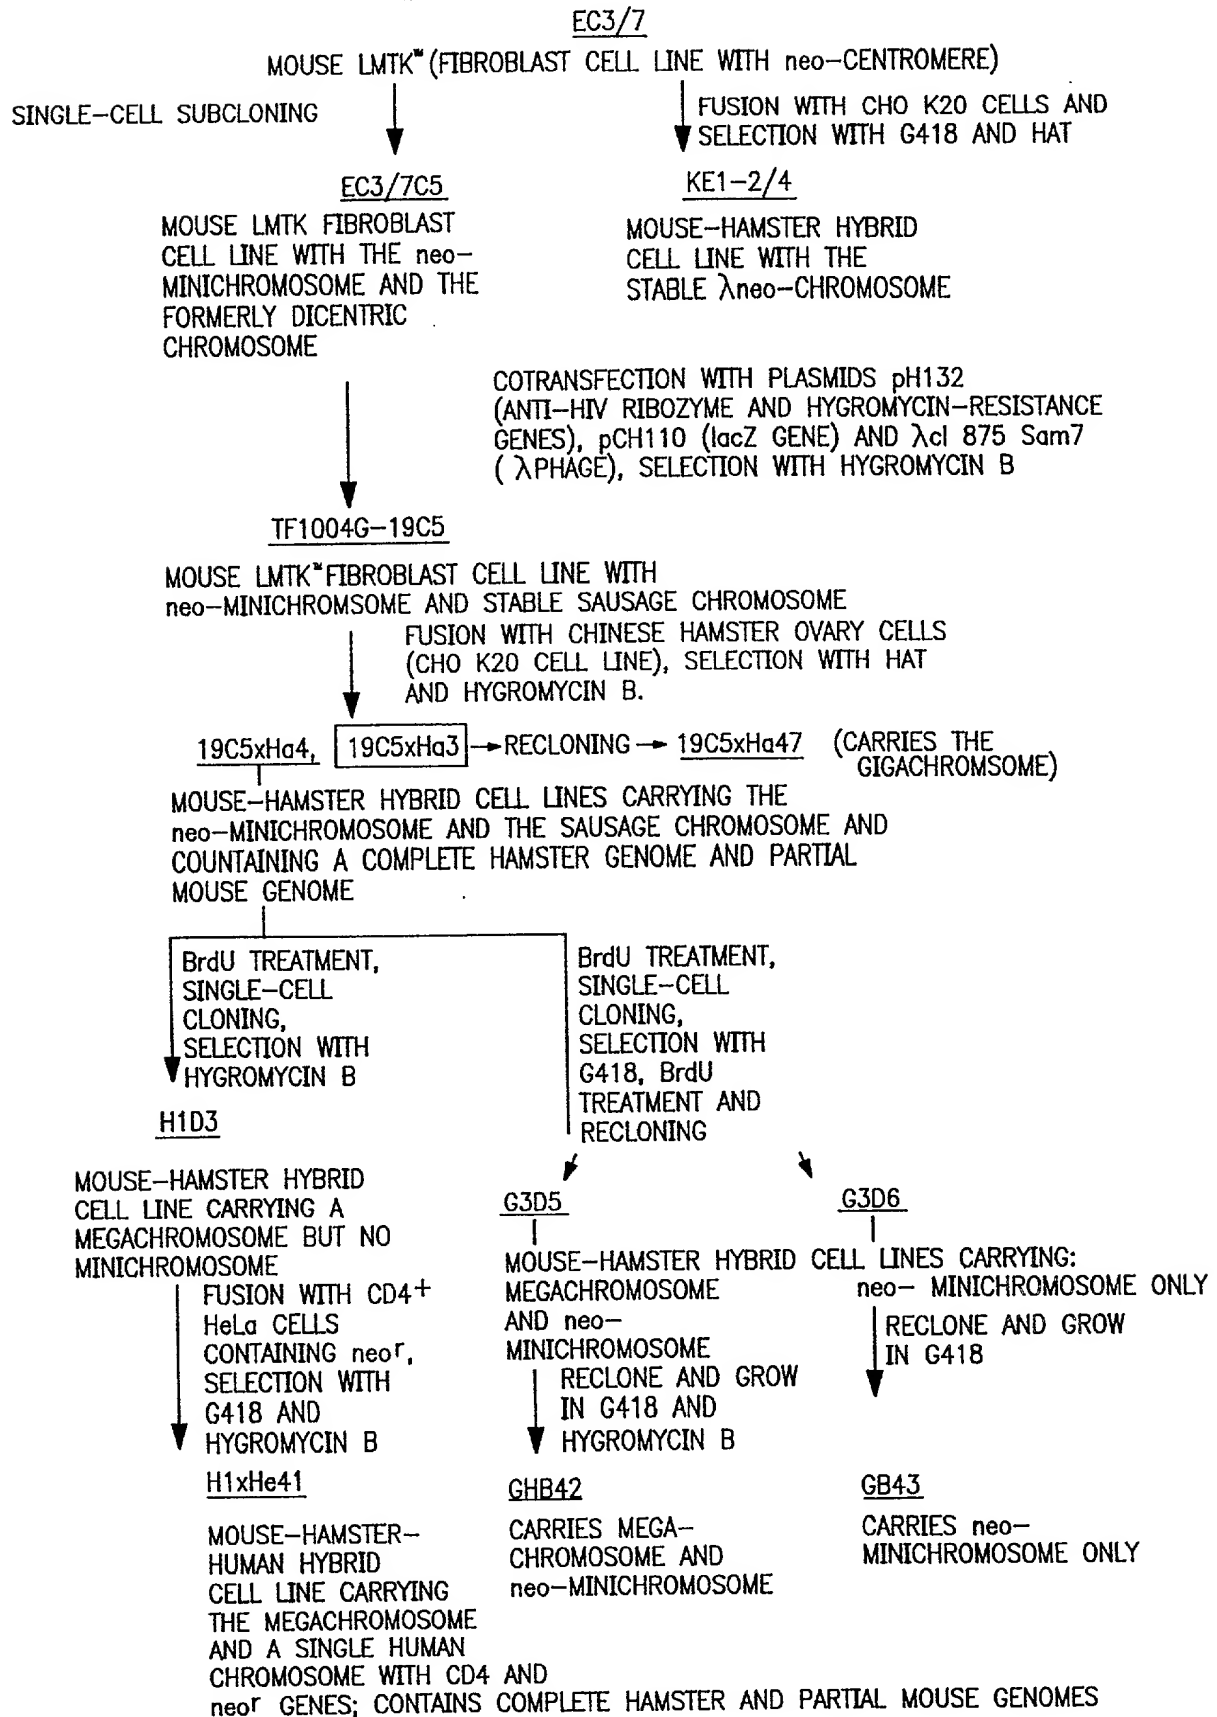 EC3/7
MOUSE LMTK⁻ (FIBROBLAST CELL LINE WITH neo-CENTROMERE)
SINGLE-CELL SUBCLONING
FUSION WITH CHO K20 CELLS AND
SELECTION WITH G418 AND HAT
EC3/7C5
MOUSE LMTK FIBROBLAST
CELL LINE WITH THE neo-
MINICHROMOSOME AND THE
FORMERLY DICENTRIC
CHROMOSOME
KE1-2/4
MOUSE-HAMSTER HYBRID
CELL LINE WITH THE
STABLE λneo-CHROMOSOME
COTRANSFECTION WITH PLASMIDS pH132
(ANTI-HIV RIBOZYME AND HYGROMYCIN-RESISTANCE
GENES), pCH110 (lacZ GENE) AND λcl 875 Sam7
( λPHAGE), SELECTION WITH HYGROMYCIN B
TF1004G-19C5
MOUSE LMTK⁻ FIBROBLAST CELL LINE WITH
neo-MINICHROMSOME AND STABLE SAUSAGE CHROMOSOME
FUSION WITH CHINESE HAMSTER OVARY CELLS
(CHO K20 CELL LINE), SELECTION WITH HAT
AND HYGROMYCIN B.
19C5xHa4, 19C5xHa3 → RECLONING → 19C5xHa47 (CARRIES THE
GIGACHROMSOME)
MOUSE-HAMSTER HYBRID CELL LINES CARRYING THE
neo-MINICHROMOSOME AND THE SAUSAGE CHROMOSOME AND
COUNTAINING A COMPLETE HAMSTER GENOME AND PARTIAL
MOUSE GENOME
BrdU TREATMENT,
SINGLE-CELL
CLONING,
SELECTION WITH
HYGROMYCIN B
BrdU TREATMENT,
SINGLE-CELL
CLONING,
SELECTION WITH
G418, BrdU
TREATMENT AND
RECLONING
H1D3
MOUSE-HAMSTER HYBRID
CELL LINE CARRYING A
MEGACHROMOSOME BUT NO
MINICHROMOSOME
G3D5
G3D6
MOUSE-HAMSTER HYBRID CELL LINES CARRYING:
MEGACHROMOSOME
AND neo-
MINICHROMOSOME
neo- MINICHROMOSOME ONLY
FUSION WITH CD4+
HeLa CELLS
CONTAINING neoʳ,
SELECTION WITH
G418 AND
HYGROMYCIN B
RECLONE AND GROW
IN G418 AND
HYGROMYCIN B
RECLONE AND GROW
IN G418
H1xHe41
MOUSE-HAMSTER-
HUMAN HYBRID
CELL LINE CARRYING
THE MEGACHROMOSOME
AND A SINGLE HUMAN
CHROMOSOME WITH CD4 AND
neoʳ GENES; CONTAINS COMPLETE HAMSTER AND PARTIAL MOUSE GENOMES
GHB42
CARRIES MEGA-
CHROMOSOME AND
neo-MINICHROMOSOME
GB43
CARRIES neo-
MINICHROMOSOME ONLY